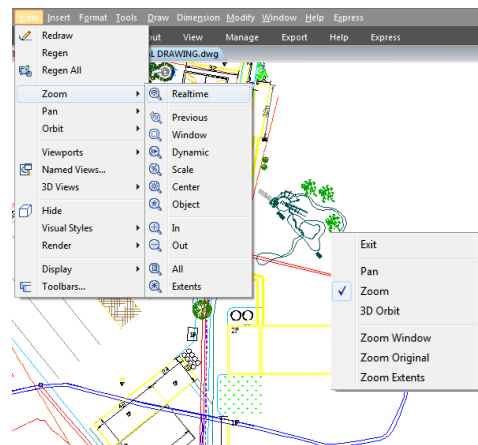 View Insert Format Tools Draw Dimension Modify Window Help Express
out View Manage Export Help Express
L DRAWING.dwg
Redraw
Regen
Regen All
Zoom
Pan
Orbit
Viewports
Named Views...
3D Views
Hide
Visual Styles
Render
Display
Toolbars...
Realtime
Previous
Window
Dynamic
Scale
Center
Object
In
Out
All
Extents
Exit
Pan
Zoom
3D Orbit
Zoom Window
Zoom Original
Zoom Extents
2F
1F